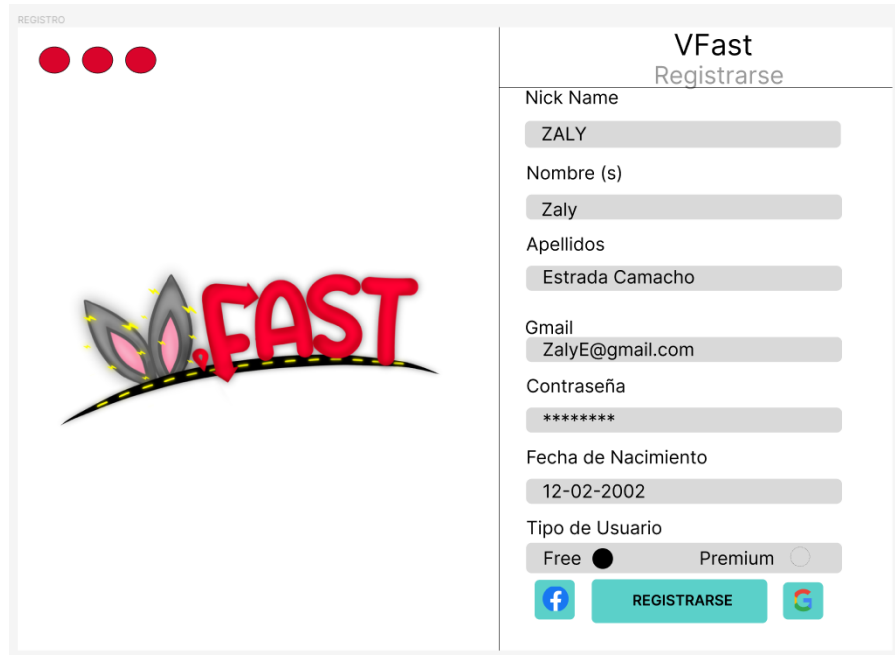 REGISTRO
VFast
Registrarse
Nick Name
ZALY
Nombre (s)
Zaly
Apellidos
Estrada Camacho
Gmail
ZalyE@gmail.com
Contraseña
********
Fecha de Nacimiento
12-02-2002
Tipo de Usuario
Free Premium
REGISTRARSE
V.FAST